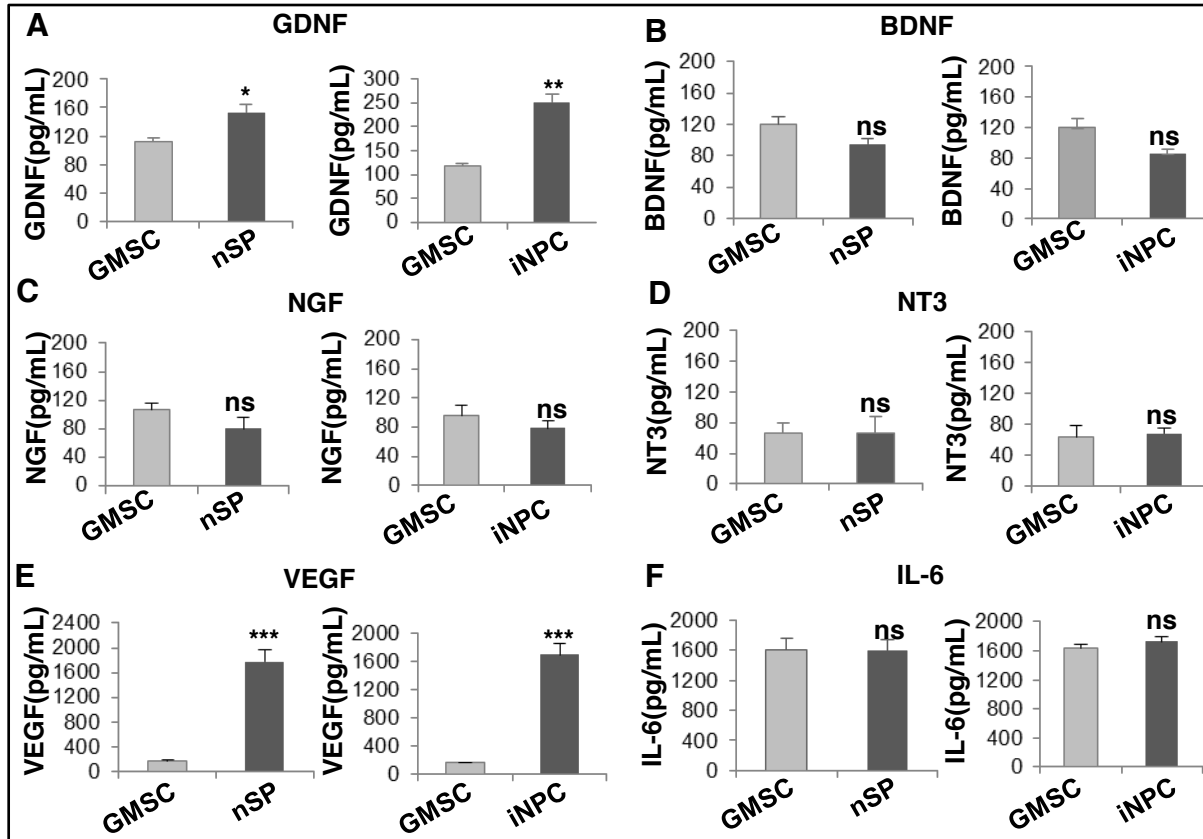 A
GDNF
GDNF(pg/mL)
200
160
120
80
40
0
*
GMSC
nSP
GDNF(pg/mL)
300
250
200
150
100
50
0
**
GMSC
iNPC
B
BDNF
BDNF(pg/mL)
200
160
120
80
40
0
ns
GMSC
nSP
BDNF(pg/mL)
200
160
120
80
40
0
ns
GMSC
iNPC
C
NGF
NGF(pg/mL)
200
160
120
80
40
0
ns
GMSC
nSP
NGF(pg/mL)
200
160
120
80
40
0
ns
GMSC
iNPC
D
NT3
NT3(pg/mL)
200
160
120
80
40
0
ns
GMSC
nSP
NT3(pg/mL)
200
160
120
80
40
0
ns
GMSC
iNPC
E
VEGF
VEGF(pg/mL)
2400
2000
1600
1200
800
400
0
***
GMSC
nSP
VEGF(pg/mL)
2000
1600
1200
800
400
0
***
GMSC
iNPC
F
IL-6
IL-6(pg/mL)
2000
1600
1200
800
400
0
ns
GMSC
nSP
IL-6(pg/mL)
2000
1600
1200
800
400
0
ns
GMSC
iNPC